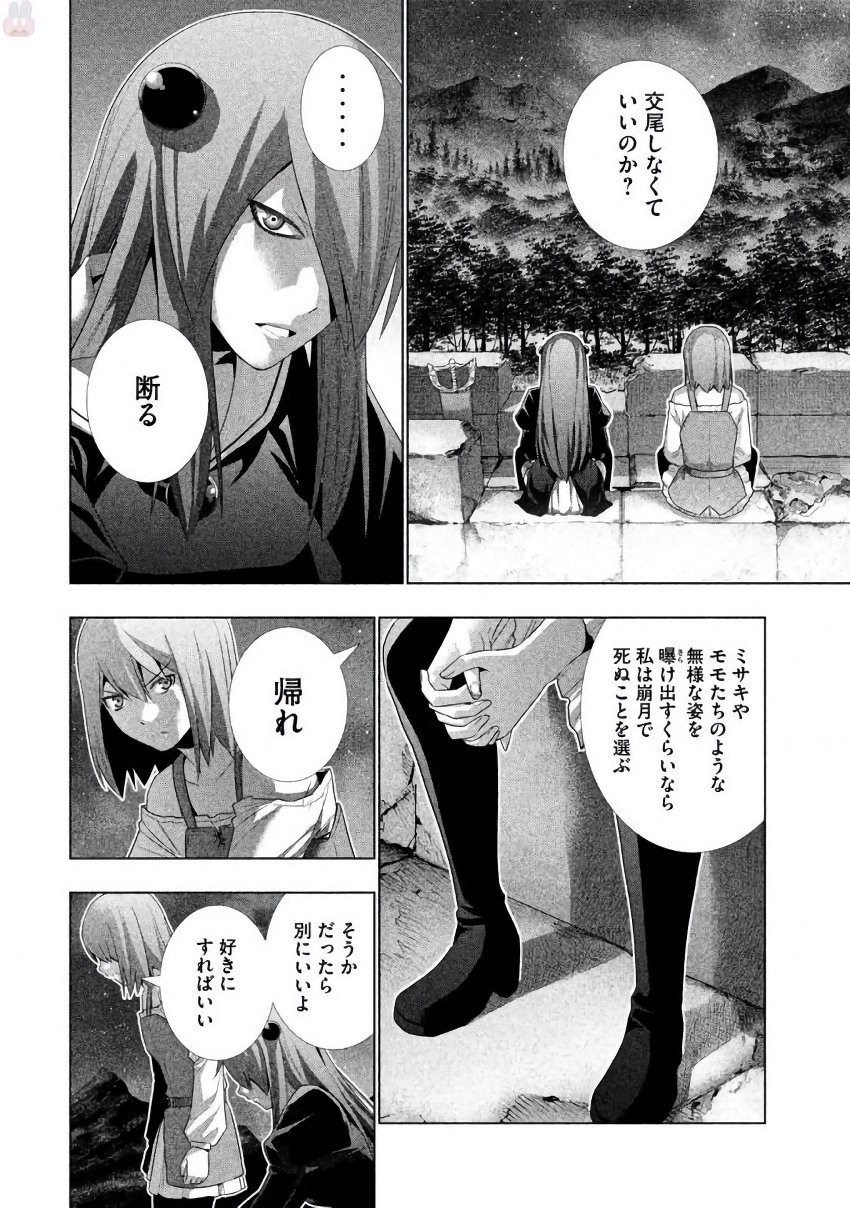 交尾しなくて
いいのか？
・・・・・
断る
ミサキや
モモたちのような
無様な姿を
曝け出すくらいなら
さら
私は崩月で
死ぬことを選ぶ
帰れ
そうか
だったら
別にいいよ
好きに
すればいい